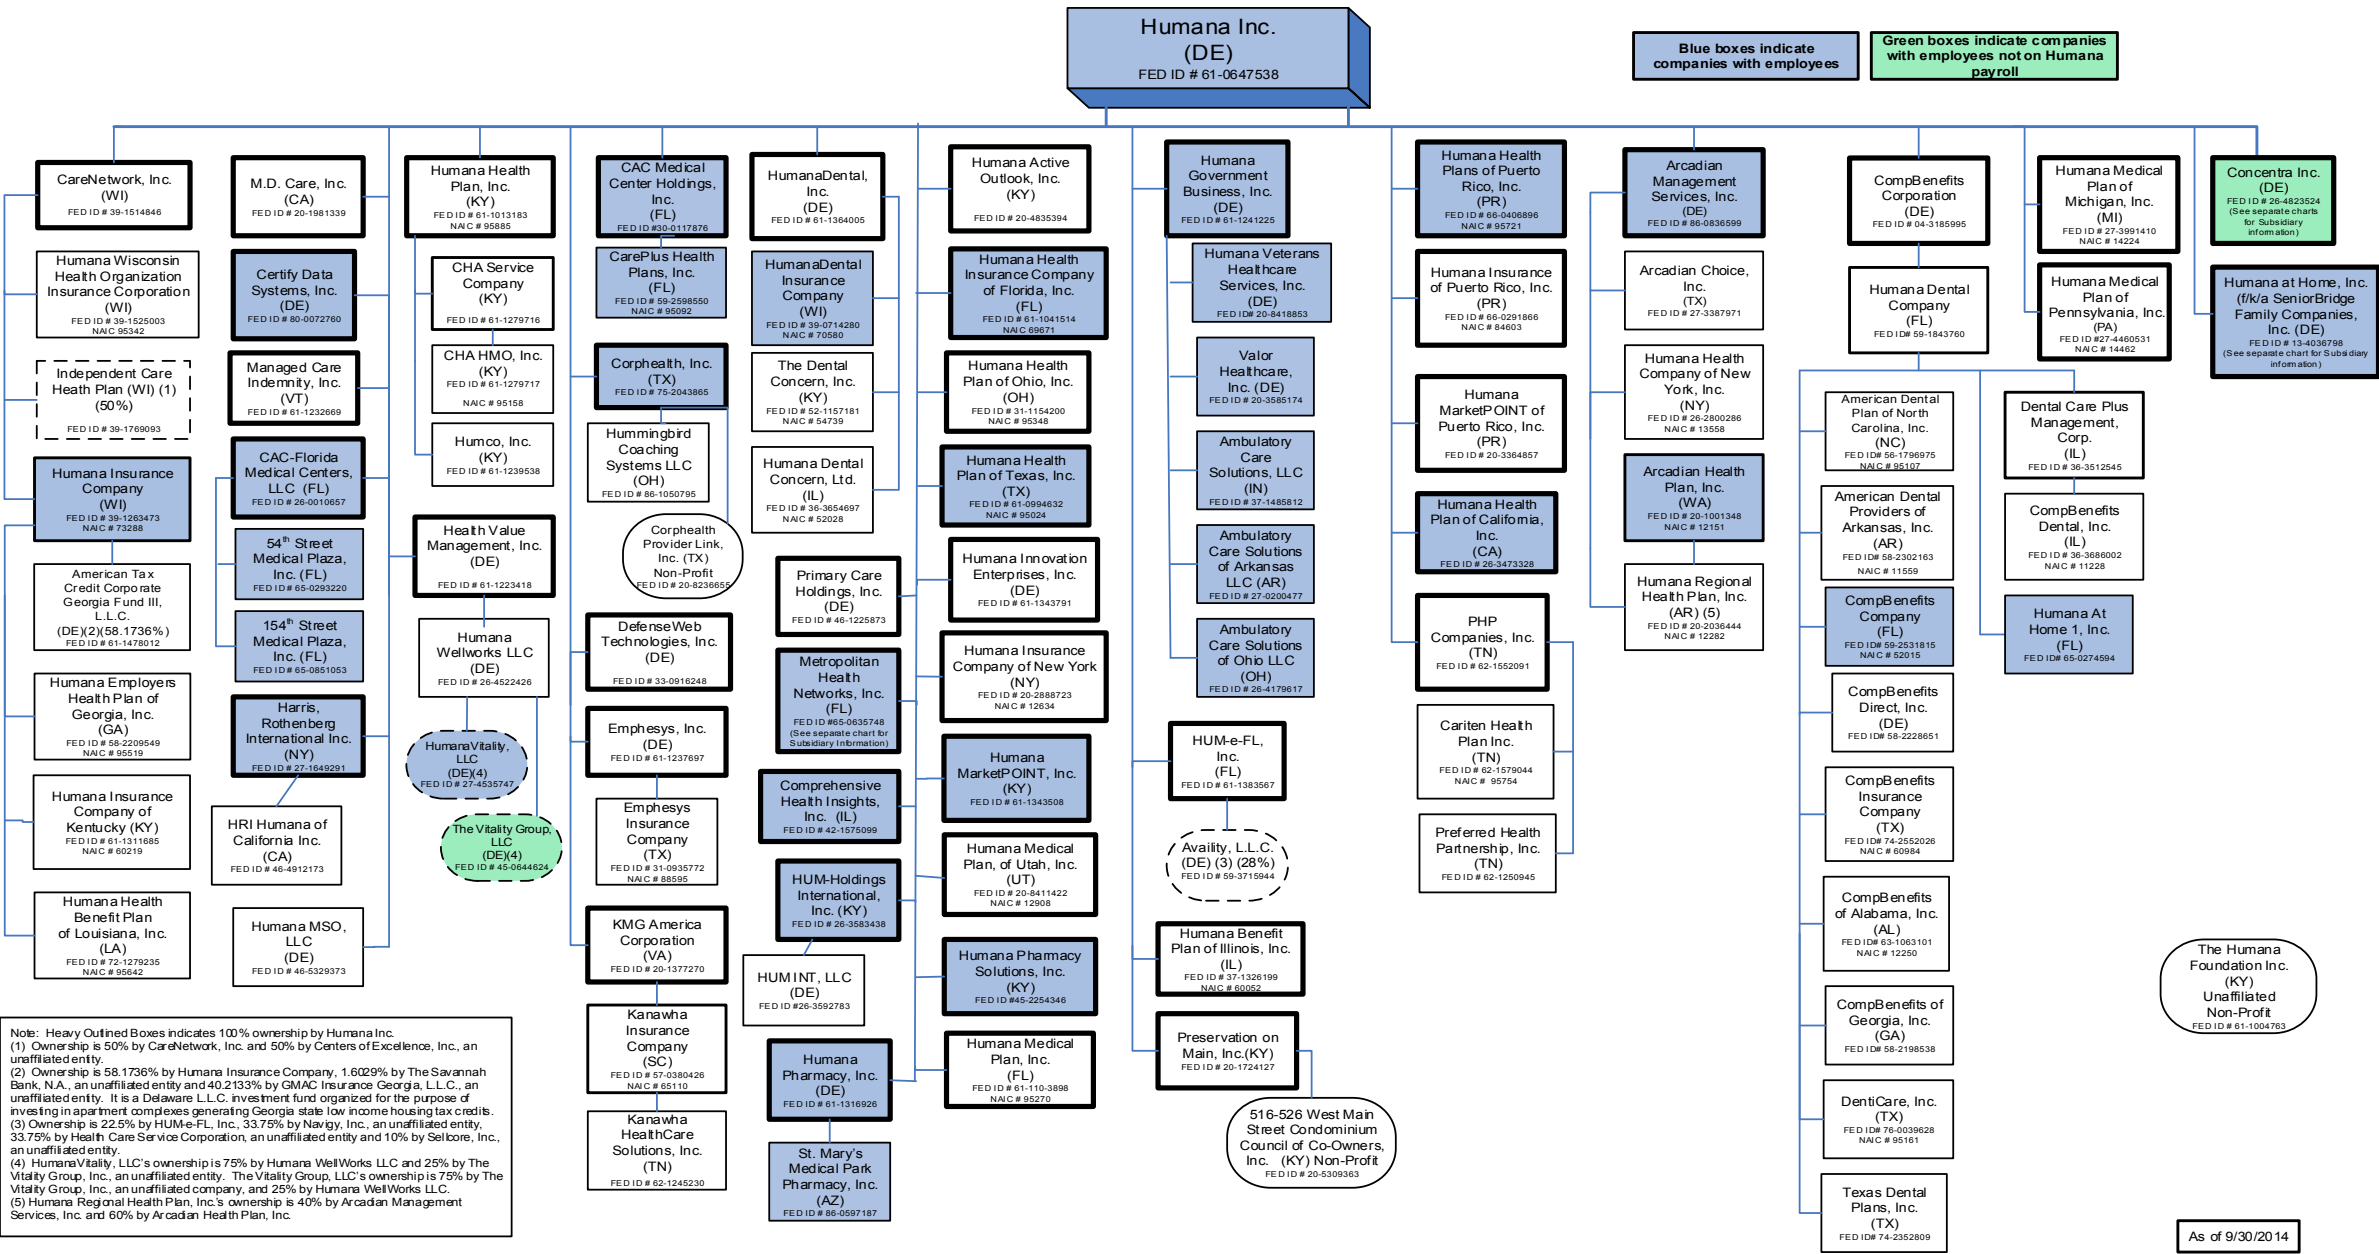 Humana Inc.
(DE)
FED ID # 61-0647538
Blue boxes indicate
companies with employees
Green boxes indicate companies
with employees not on Humana
payroll
CareNetwork, Inc.
(WI)
FED ID # 39-1514846
Humana Wisconsin
Health Organization
Insurance Corporation
(WI)
FED ID # 39-1525003
NAIC 95342
Independent Care
Heath Plan (WI) (1)
(50%)
FED ID # 39-1769093
Humana Insurance
Company
(WI)
FED ID # 39-1263473
NAIC # 73288
American Tax
Credit Corporate
Georgia Fund III,
L.L.C.
(DE)(2)(58.1736%)
FED ID # 61-1478012
Humana Employers
Health Plan of
Georgia, Inc.
(GA)
FED ID # 58-2209549
NAIC # 95519
Humana Insurance
Company of
Kentucky (KY)
FED ID # 61-1311685
NAIC # 60219
Humana Health
Benefit Plan
of Louisiana, Inc.
(LA)
FED ID # 72-1279235
NAIC # 95642
M.D. Care, Inc.
(CA)
FED ID # 20-1981339
Certify Data
Systems, Inc.
(DE)
FED ID # 80-0072760
Managed Care
Indemnity, Inc.
(VT)
FED ID # 61-1232669
CAC-Florida
Medical Centers,
LLC (FL)
FED ID # 26-0010657
54th Street
Medical Plaza,
Inc. (FL)
FED ID # 65-0293220
154th Street
Medical Plaza,
Inc. (FL)
FED ID # 65-0851053
Harris,
Rothenberg
International Inc.
(NY)
FED ID # 27-1649291
HRI Humana of
California Inc.
(CA)
FED ID # 46-4912173
Humana MSO,
LLC
(DE)
FED ID # 46-5329373
Humana Health
Plan, Inc.
(KY)
FED ID # 61-1013183
NAIC # 95885
CHA Service
Company
(KY)
FED ID # 61-1279716
CHA HMO, Inc.
(KY)
FED ID # 61-1279717
NAIC # 95158
Humco, Inc.
(KY)
FED ID # 61-1239538
Health Value
Management, Inc.
(DE)
FED ID # 61-1223418
Humana
Wellworks LLC
(DE)
FED ID # 26-4522426
HumanaVitality,
LLC
(DE)(4)
FED ID # 27-4535747
The Vitality Group,
LLC
(DE)(4)
FED ID # 45-0644624
CAC Medical
Center Holdings,
Inc.
(FL)
FED ID #30-0117876
CarePlus Health
Plans, Inc.
(FL)
FED ID # 59-2598550
NAIC # 95092
Corphealth, Inc.
(TX)
FED ID # 75-2043865
Hummingbird
Coaching
Systems LLC
(OH)
FED ID # 86-1050795
Corphealth
Provider Link,
Inc. (TX)
Non-Profit
FED ID # 20-8236655
DefenseWeb
Technologies, Inc.
(DE)
FED ID # 33-0916248
Emphesys, Inc.
(DE)
FED ID # 61-1237697
Emphesys
Insurance
Company
(TX)
FED ID # 31-0935772
NAIC # 88595
KMG America
Corporation
(VA)
FED ID # 20-1377270
Kanawha
Insurance
Company
(SC)
FED ID # 57-0380426
NAIC # 65110
Kanawha
HealthCare
Solutions, Inc.
(TN)
FED ID # 62-1245230
HumanaDental,
Inc.
(DE)
FED ID # 61-1364005
HumanaDental
Insurance
Company
(WI)
FED ID # 39-0714280
NAIC # 70580
The Dental
Concern, Inc.
(KY)
FED ID # 52-1157181
NAIC # 54739
Humana Dental
Concern, Ltd.
(IL)
FED ID # 36-3654697
NAIC # 52028
Primary Care
Holdings, Inc.
(DE)
FED ID # 46-1225873
Metropolitan
Health
Networks, Inc.
(FL)
FED ID #65-0635748
(See separate chart for
Subsidiary Information)
Comprehensive
Health Insights,
Inc. (IL)
FED ID # 42-1575099
HUM-Holdings
International,
Inc. (KY)
FED ID # 26-3583438
HUM INT, LLC
(DE)
FED ID #26-3592783
Humana
Pharmacy, Inc.
(DE)
FED ID # 61-1316926
St. Mary's
Medical Park
Pharmacy, Inc.
(AZ)
FED ID # 86-0597187
Humana Active
Outlook, Inc.
(KY)
FED ID # 20-4835394
Humana Health
Insurance Company
of Florida, Inc.
(FL)
FED ID # 61-1041514
NAIC 69671
Humana Health
Plan of Ohio, Inc.
(OH)
FED ID # 31-1154200
NAIC # 95348
Humana Health
Plan of Texas, Inc.
(TX)
FED ID # 61-0994632
NAIC # 95024
Humana Innovation
Enterprises, Inc.
(DE)
FED ID # 61-1343791
Humana Insurance
Company of New York
(NY)
FED ID # 20-2888723
NAIC # 12634
Humana
MarketPOINT, Inc.
(KY)
FED ID # 61-1343508
Humana Medical
Plan, of Utah, Inc.
(UT)
FED ID # 20-8411422
NAIC # 12908
Humana Pharmacy
Solutions, Inc.
(KY)
FED ID #45-2254346
Humana Medical
Plan, Inc.
(FL)
FED ID # 61-110-3898
NAIC # 95270
Humana
Government
Business, Inc.
(DE)
FED ID # 61-1241225
Humana Veterans
Healthcare
Services, Inc.
(DE)
FED ID# 20-8418853
Valor
Healthcare,
Inc. (DE)
FED ID # 20-3585174
Ambulatory
Care
Solutions, LLC
(IN)
FED ID # 37-1485812
Ambulatory
Care Solutions
of Arkansas
LLC (AR)
FED ID # 27-0200477
Ambulatory
Care Solutions
of Ohio LLC
(OH)
FED ID # 26-4179617
HUM-e-FL,
Inc.
(FL)
FED ID # 61-1383567
Availity, L.L.C.
(DE) (3) (28%)
FED ID # 59-3715944
Humana Benefit
Plan of Illinois, Inc.
(IL)
FED ID # 37-1326199
NAIC # 60052
Preservation on
Main, Inc.(KY)
FED ID # 20-1724127
516-526 West Main
Street Condominium
Council of Co-Owners,
Inc. (KY) Non-Profit
FED ID # 20-5309363
Humana Health
Plans of Puerto
Rico, Inc.
(PR)
FED ID # 66-0406896
NAIC # 95721
Humana Insurance
of Puerto Rico, Inc.
(PR)
FED ID # 66-0291866
NAIC # 84603
Humana
MarketPOINT of
Puerto Rico, Inc.
(PR)
FED ID # 20-3364857
Humana Health
Plan of California,
Inc.
(CA)
FED ID # 26-3473328
PHP
Companies, Inc.
(TN)
FED ID # 62-1552091
Cariten Health
Plan Inc.
(TN)
FED ID # 62-1579044
NAIC # 95754
Preferred Health
Partnership, Inc.
(TN)
FED ID # 62-1250945
Arcadian
Management
Services, Inc.
(DE)
FED ID # 86-0836599
Arcadian Choice,
Inc.
(TX)
FED ID # 27-3387971
Humana Health
Company of New
York, Inc.
(NY)
FED ID # 26-2800286
NAIC # 13558
Arcadian Health
Plan, Inc.
(WA)
FED ID # 20-1001348
NAIC # 12151
Humana Regional
Health Plan, Inc.
(AR) (5)
FED ID # 20-2036444
NAIC # 12282
CompBenefits
Corporation
(DE)
FED ID # 04-3185995
Humana Dental
Company
(FL)
FED ID# 59-1843760
American Dental
Plan of North
Carolina, Inc.
(NC)
FED ID# 56-1796975
NAIC # 95107
American Dental
Providers of
Arkansas, Inc.
(AR)
FED ID# 58-2302163
NAIC # 11559
CompBenefits
Company
(FL)
FED ID# 59-2531815
NAIC # 52015
CompBenefits
Direct, Inc.
(DE)
FED ID# 58-2228651
CompBenefits
Insurance
Company
(TX)
FED ID # 74-2552026
NAIC # 60984
CompBenefits
of Alabama, Inc.
(AL)
FED ID# 63-1063101
NAIC # 12250
CompBenefits of
Georgia, Inc.
(GA)
FED ID# 58-2198538
DentiCare, Inc.
(TX)
FED ID# 76-0039628
NAIC # 95161
Texas Dental
Plans, Inc.
(TX)
FED ID# 74-2352809
Humana Medical
Plan of
Michigan, Inc.
(MI)
FED ID # 27-3991410
NAIC # 14224
Humana Medical
Plan of
Pennsylvania, Inc.
(PA)
FED ID #27-4460531
NAIC # 14462
Dental Care Plus
Management,
Corp.
(IL)
FED ID # 36-3512545
CompBenefits
Dental, Inc.
(IL)
FED ID # 36-3686002
NAIC # 11228
Humana At
Home 1, Inc.
(FL)
FED ID# 65-0274594
Concentra Inc.
(DE)
FED ID # 26-4823524
(See separate charts
for Subsidiary
information)
Humana at Home, Inc.
(f/k/a SeniorBridge
Family Companies,
Inc. (DE)
FED ID # 13-4036798
(See separate chart for Subsidiary
information)
The Humana
Foundation Inc.
(KY)
Unaffiliated
Non-Profit
FED ID # 61-1004763
Note: Heavy Outlined Boxes indicates 100% ownership by Humana Inc.
(1) Ownership is 50% by CareNetwork, Inc. and 50% by Centers of Excellence, Inc., an
unaffiliated entity.
(2) Ownership is 58.1736% by Humana Insurance Company, 1.6029% by The Savannah
Bank, N.A., an unaffiliated entity and 40.2133% by GMAC Insurance Georgia, L.L.C., an
unaffiliated entity. It is a Delaware L.L.C. investment fund organized for the purpose of
investing in apartment complexes generating Georgia state low income housing tax credits.
(3) Ownership is 22.5% by HUM-e-FL, Inc., 33.75% by Navigy, Inc., an unaffiliated entity,
33.75% by Health Care Service Corporation, an unaffiliated entity and 10% by Sellcore, Inc.,
an unaffiliated entity.
(4) HumanaVitality, LLC's ownership is 75% by Humana WellWorks LLC and 25% by The
Vitality Group, Inc., an unaffiliated entity. The Vitality Group, LLC's ownership is 75% by The
Vitality Group, Inc., an unaffiliated company, and 25% by Humana WellWorks LLC.
(5) Humana Regional Health Plan, Inc.'s ownership is 40% by Arcadian Management
Services, Inc. and 60% by Arcadian Health Plan, Inc.
As of 9/30/2014